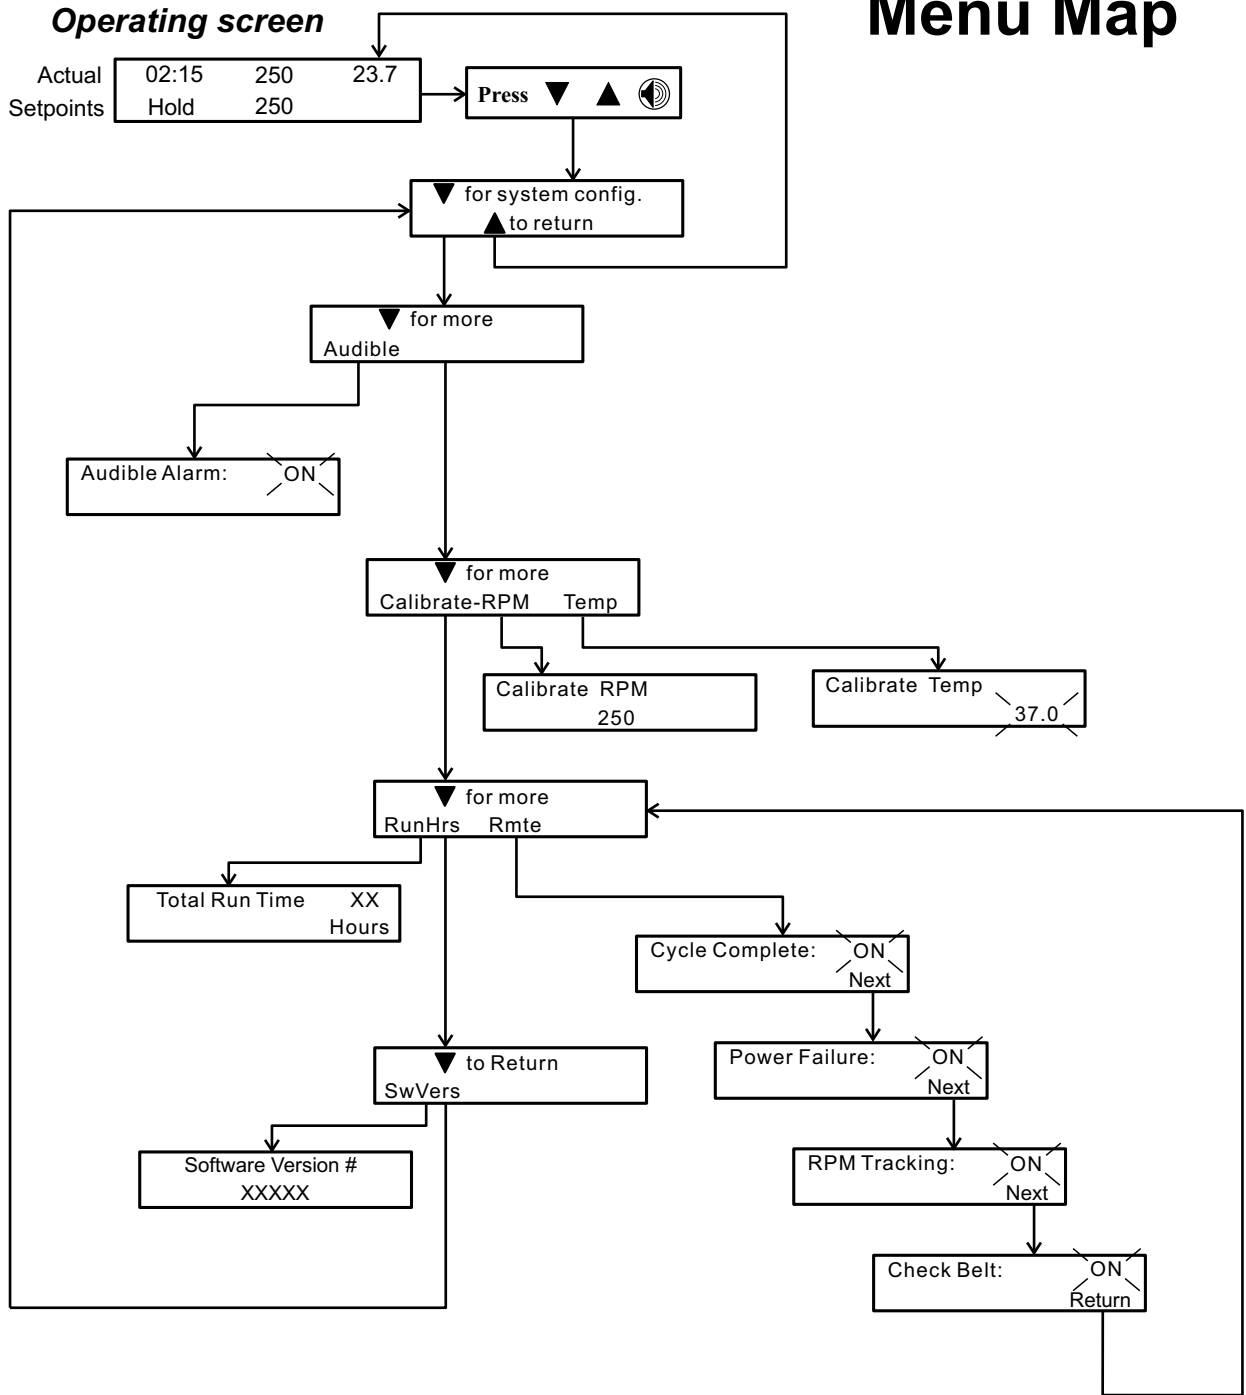 Menu Map
Operating screen
Actual 02:15 250 23.7
Setpoints Hold 250
Press ▼ ▲
▼ for system config.
▲ to return
▼ for more
Audible
Audible Alarm: ON
▼ for more
Calibrate-RPM Temp
Calibrate RPM
250
Calibrate Temp
37.0
▼ for more
RunHrs Rmte
Total Run Time XX
Hours
Cycle Complete: ON
Next
Power Failure: ON
Next
▼ to Return
SwVers
Software Version #
XXXXX
RPM Tracking: ON
Next
Check Belt: ON
Return